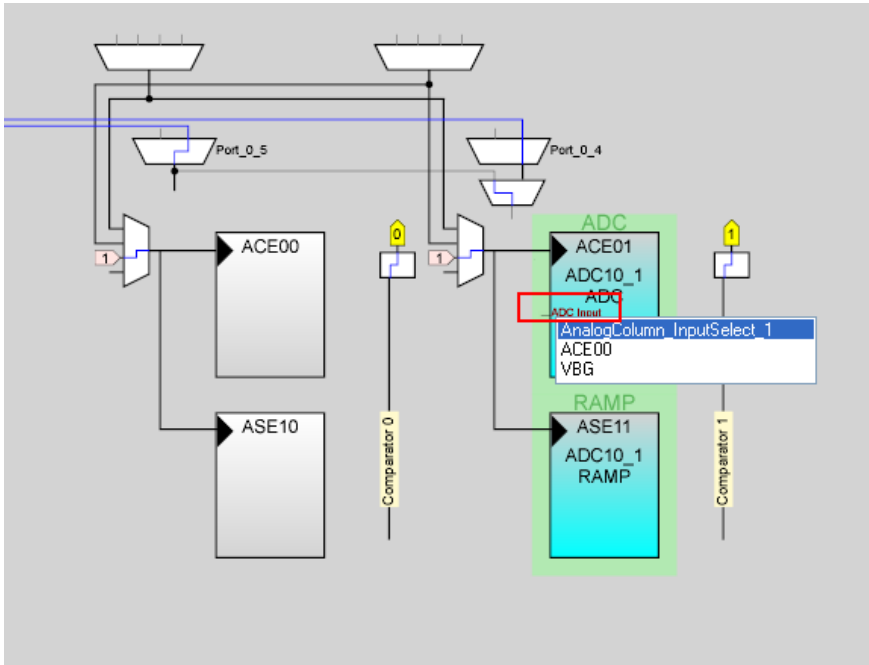 Port_0_5
Port_0_4
0
1
ADC
1
ACE00
1
ACE01
ADC10_1
ADC
ADC Input
AnalogColumn_InputSelect_1
ACE00
VBG
RAMP
ASE10
Comparator 0
ASE11
ADC10_1
RAMP
Comparator 1